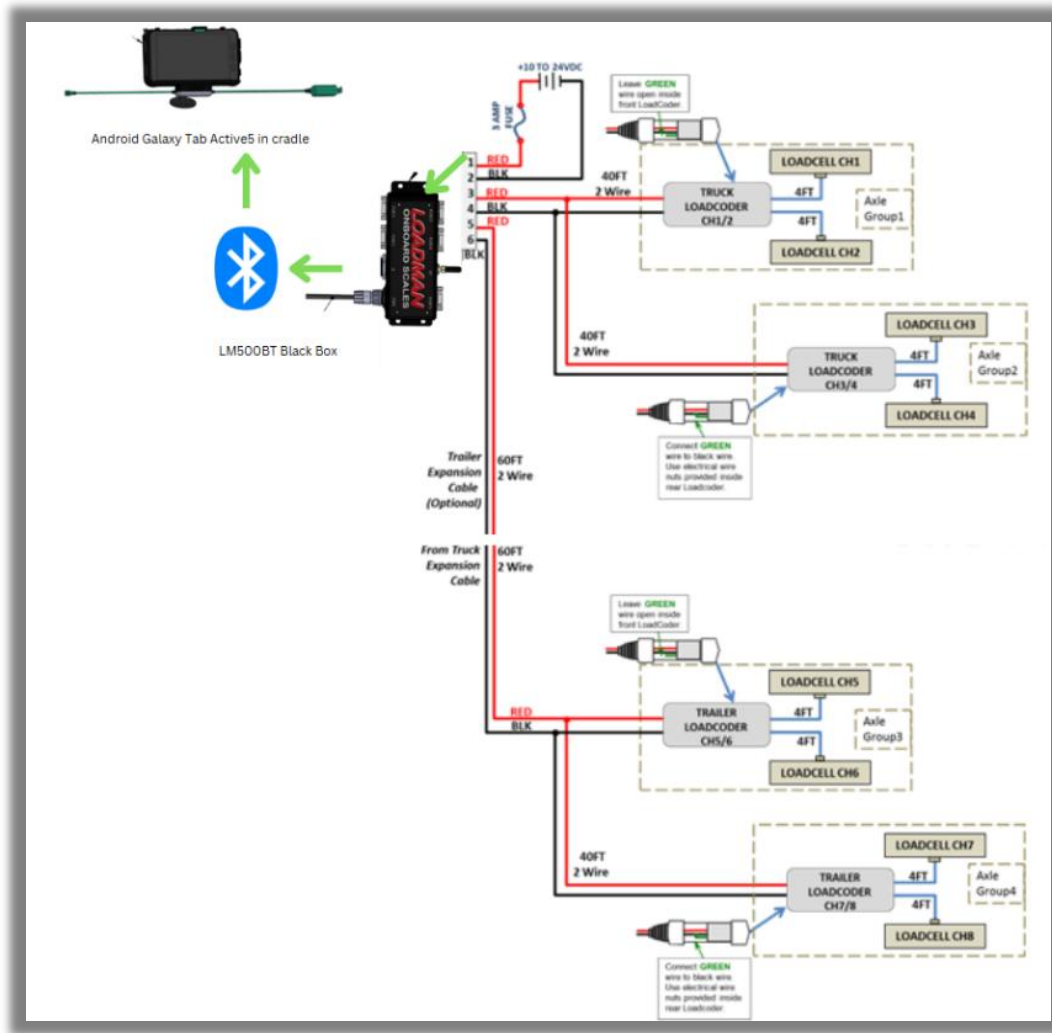 Android Galaxy Tab Active5 in cradle
LM500BT Black Box
LOADMAN
ONBOARD SCALES
+10 TO 24VDC
3 AMP
FUSE
1
RED
2
BLK
3
RED
4
BLK
5
RED
6
BLK
Leave GREEN
wire open inside
front LoadCoder
40FT
2 Wire
TRUCK
LOADCODER
CH1/2
4FT
4FT
LOADCELL CH1
LOADCELL CH2
Axle
Group1
40FT
2 Wire
TRUCK
LOADCODER
CH3/4
4FT
4FT
LOADCELL CH3
LOADCELL CH4
Axle
Group2
Connect GREEN
wire to black wire.
Use electrical wire
nuts provided inside
rear Loadcoder.
Trailer
Expansion
Cable
(Optional)
60FT
2 Wire
From Truck
Expansion
Cable
60FT
2 Wire
Leave GREEN
wire open inside
front LoadCoder
RED
BLK
TRAILER
LOADCODER
CH5/6
4FT
4FT
LOADCELL CH5
LOADCELL CH6
Axle
Group3
40FT
2 Wire
TRAILER
LOADCODER
CH7/8
4FT
4FT
LOADCELL CH7
LOADCELL CH8
Axle
Group4
Connect GREEN
wire to black wire.
Use electrical wire
nuts provided inside
rear Loadcoder.